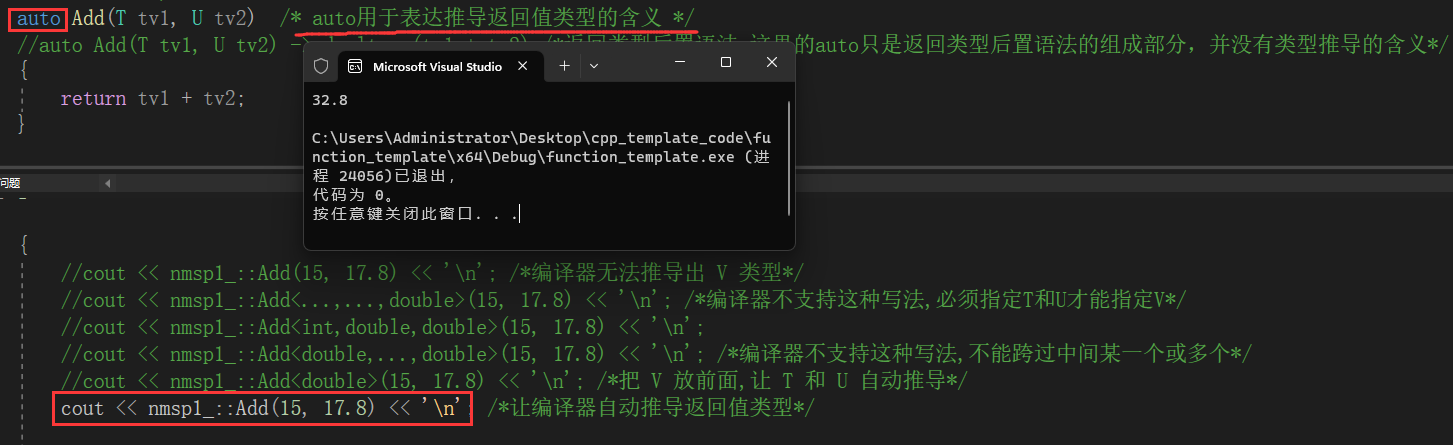 auto Add(T tv1, U tv2)  /* auto用于表达推导返回值类型的含义 */
//auto Add(T tv1, U tv2) 这里的auto只是返回类型后置语法的组成部分，并没有类型推导的含义*/
{
return tv1 + tv2;
}
Microsoft Visual Studio
32.8
C:\Users\Administrator\Desktop\cpp_template_code\fu
nction_template\x64\Debug\function_template.exe (进
程 24056)已退出，
代码为 0。
按任意键关闭此窗口. . .
问题
{
//cout << nmsp1_::Add(15, 17.8) << '\n'; /*编译器无法推导出 V 类型*/
//cout << nmsp1_::Add<...,...,double>(15, 17.8) << '\n'; /*编译器不支持这种写法,必须指定T和U才能指定V*/
//cout << nmsp1_::Add<int,double,double>(15, 17.8) << '\n';
//cout << nmsp1_::Add<double,...,double>(15, 17.8) << '\n'; /*编译器不支持这种写法,不能跨过中间某一个或多个*/
//cout << nmsp1_::Add<double>(15, 17.8) << '\n'; /*把 V 放前面,让 T 和 U 自动推导*/
cout << nmsp1_::Add(15, 17.8) << '\n'; /*让编译器自动推导返回值类型*/